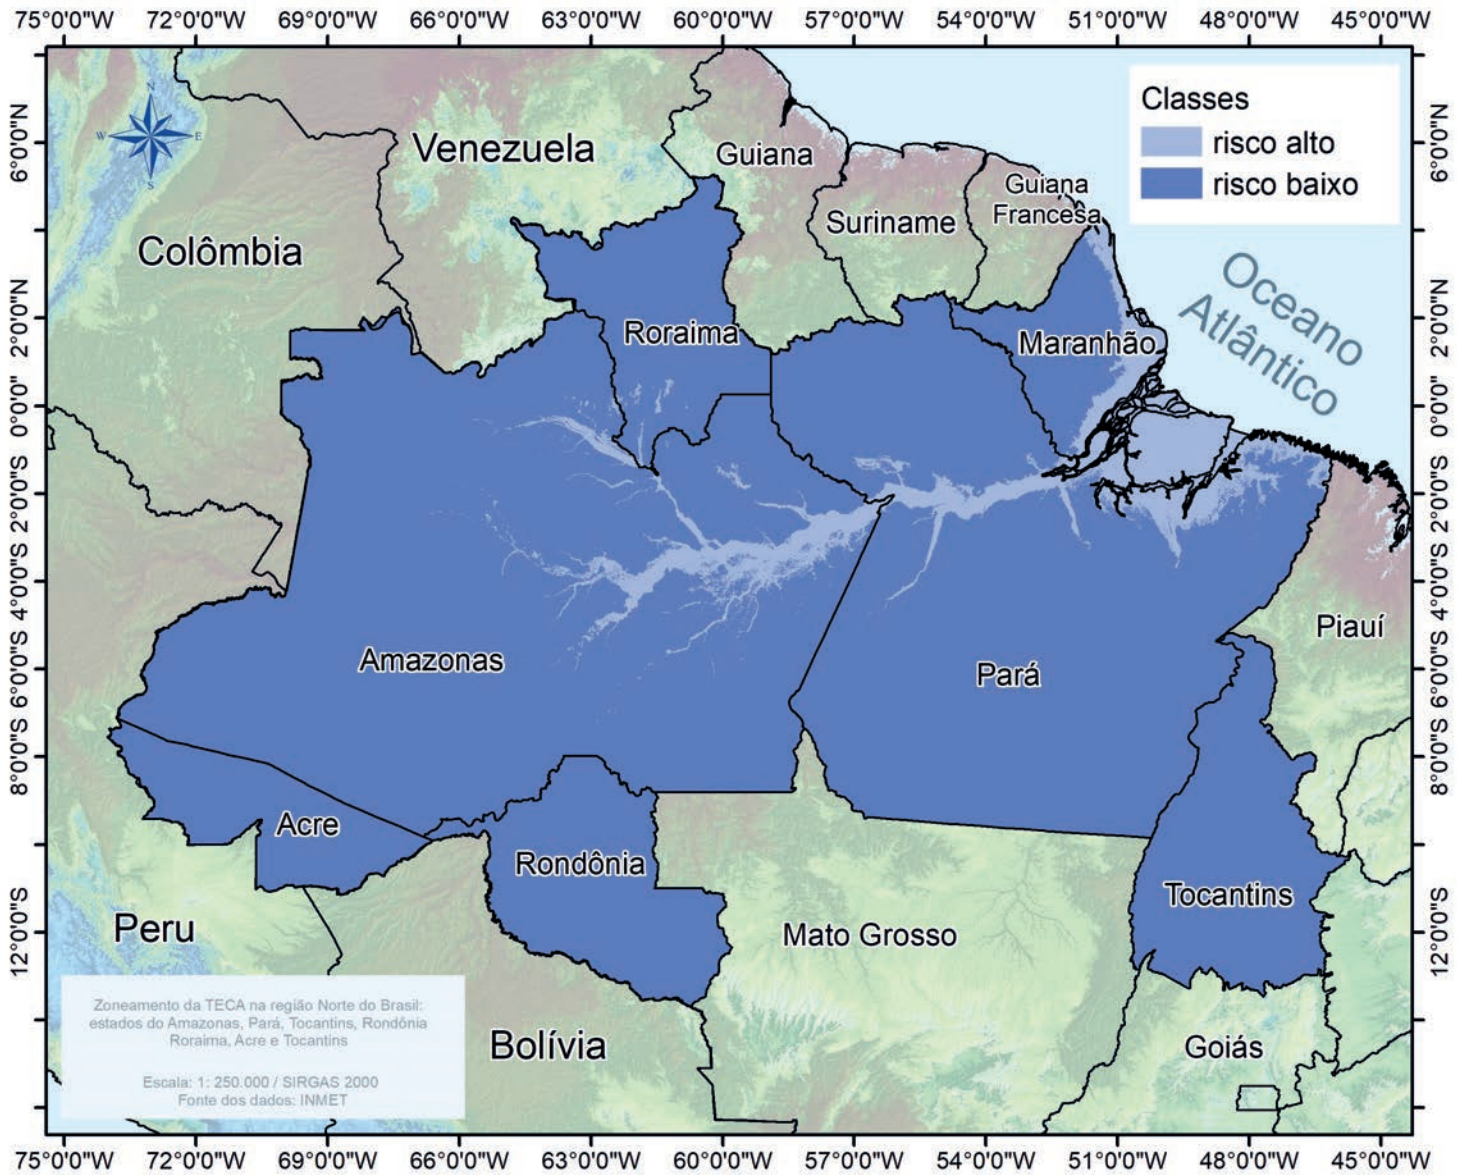 75°0'0"W 72°0'0"W 69°0'0"W 66°0'0"W 63°0'0"W 60°0'0"W 57°0'0"W 54°0'0"W 51°0'0"W 48°0'0"W 45°0'0"W
6°0'0"N
2°0'0"N
0°0'0"
2°0'0"S
4°0'0"S
6°0'0"S
8°0'0"S
12°0'0"S
N
W E
S
Classes
risco alto
risco baixo
Venezuela
Guiana
Guiana
Francesa
Suriname
Colômbia
Oceano
Atlântico
Roraima
Maranhão
Piauí
Amazonas
Pará
Acre
Rondônia
Tocantins
Peru
Mato Grosso
Bolívia
Goiás
Zoneamento da TECA na região Norte do Brasil:
estados do Amazonas, Pará, Tocantins, Rondônia
Roraima, Acre e Tocantins
Escala: 1: 250.000 / SIRGAS 2000
Fonte dos dados: INMET
6°0'0"N
2°0'0"N
0°0'0"
2°0'0"S
4°0'0"S
6°0'0"S
8°0'0"S
12°0'0"S
75°0'0"W 72°0'0"W 69°0'0"W 66°0'0"W 63°0'0"W 60°0'0"W 57°0'0"W 54°0'0"W 51°0'0"W 48°0'0"W 45°0'0"W